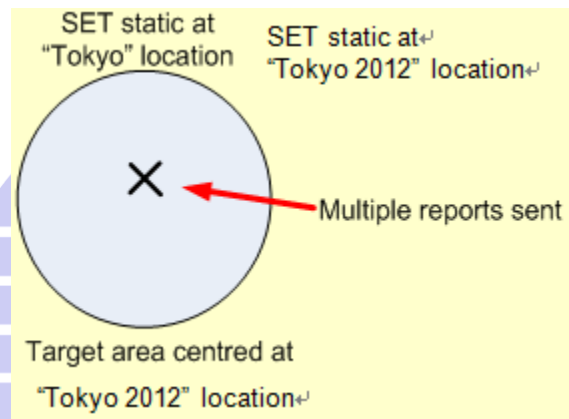 SET static at
“Tokyo” location
SET static at↵
“Tokyo 2012” location↵
Multiple reports sent
Target area centred at
“Tokyo 2012” location↵